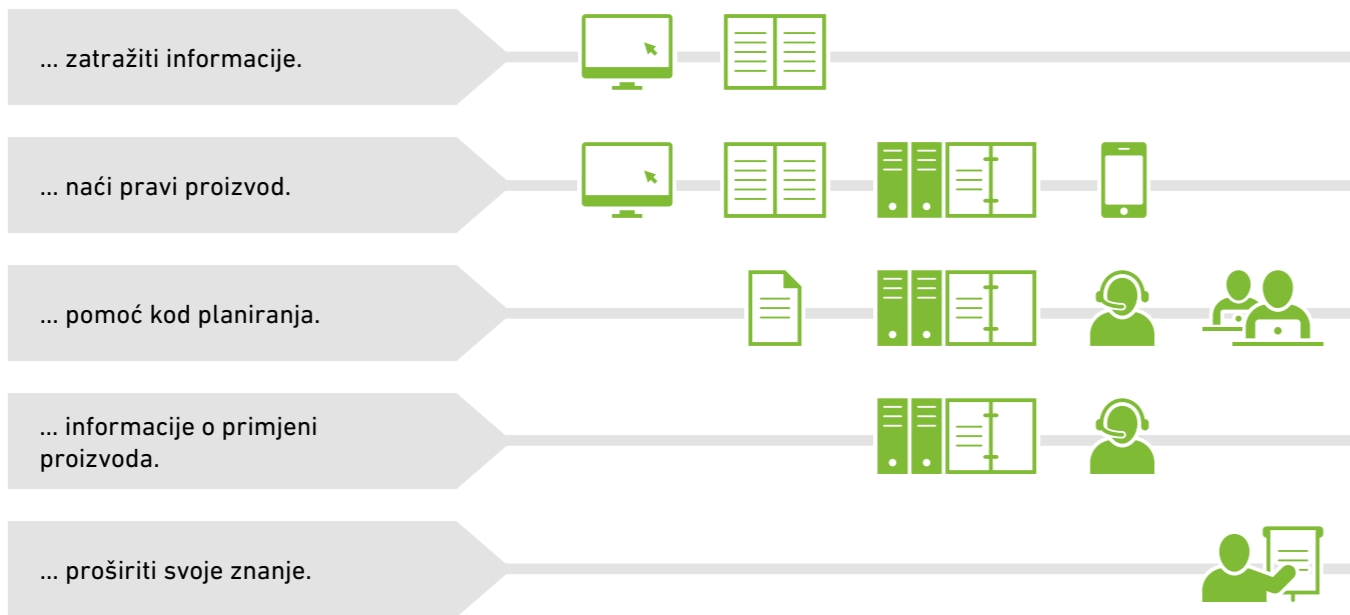 ... zatražiti informacije.
... naći pravi proizvod.
... pomoć kod planiranja.
... informacije o primjeni
proizvoda.
... proširiti svoje znanje.